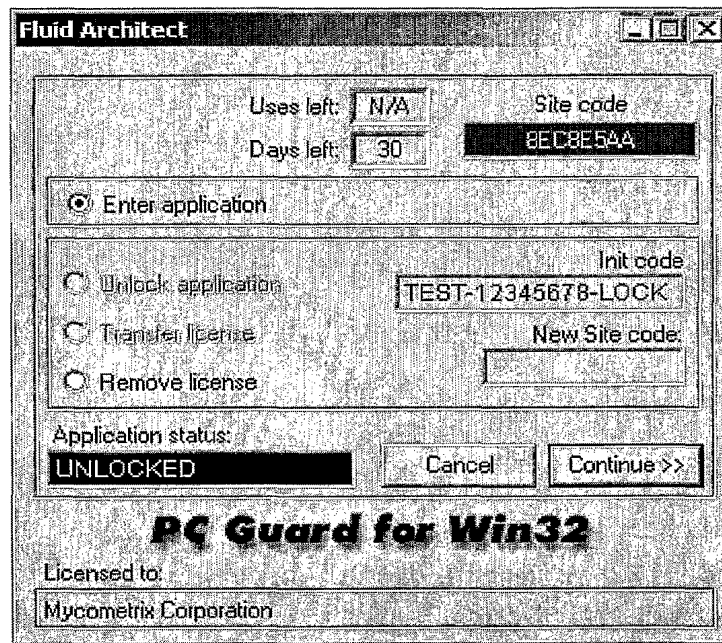 Fluid Architect
Uses left: N/A
Site code
Days left: 30
8EC8E5AA
Enter application
Init code
Unlock application
TEST-12345678-LOCK
Transfer license
New Site code:
Remove license
Application status:
UNLOCKED
Cancel
Continue >>
PC Guard for Win32
Licensed to:
Mycometrix Corporation